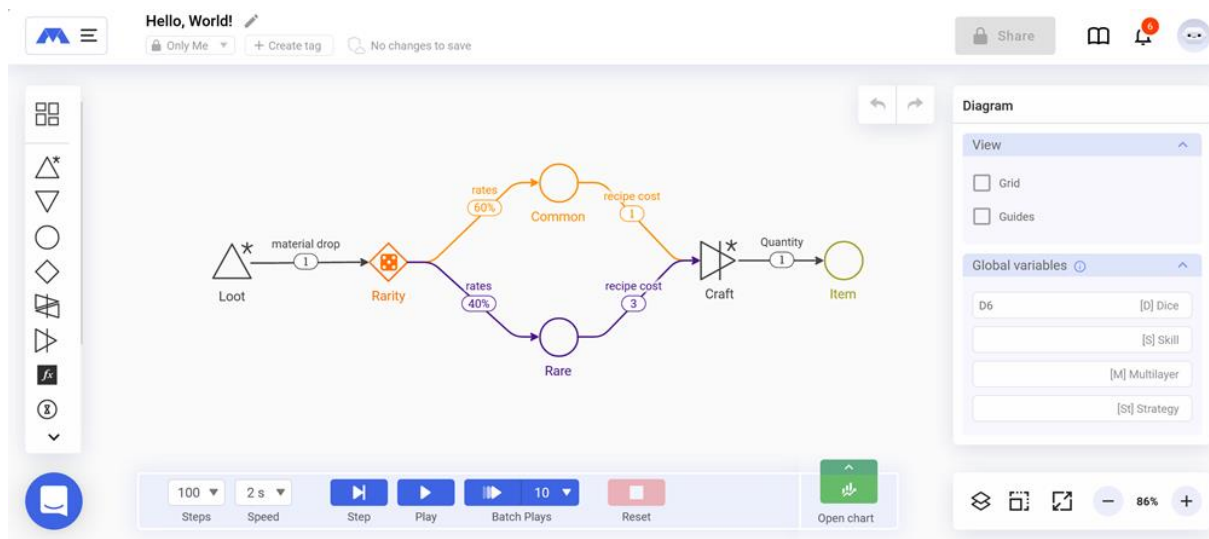 Hello, World!
Only Me
+ Create tag
No changes to save
Share
6
Diagram
View
Grid
Guides
Global variables
D6
[D] Dice
[S] Skill
[M] Multilayer
[St] Strategy
fx
Loot
material drop
1
Rarity
rates
60%
Common
recipe cost
1
rates
40%
Rare
recipe cost
3
Craft
Quantity
1
Item
100
Steps
2 s
Speed
Step
Play
10
Batch Plays
Reset
Open chart
86%